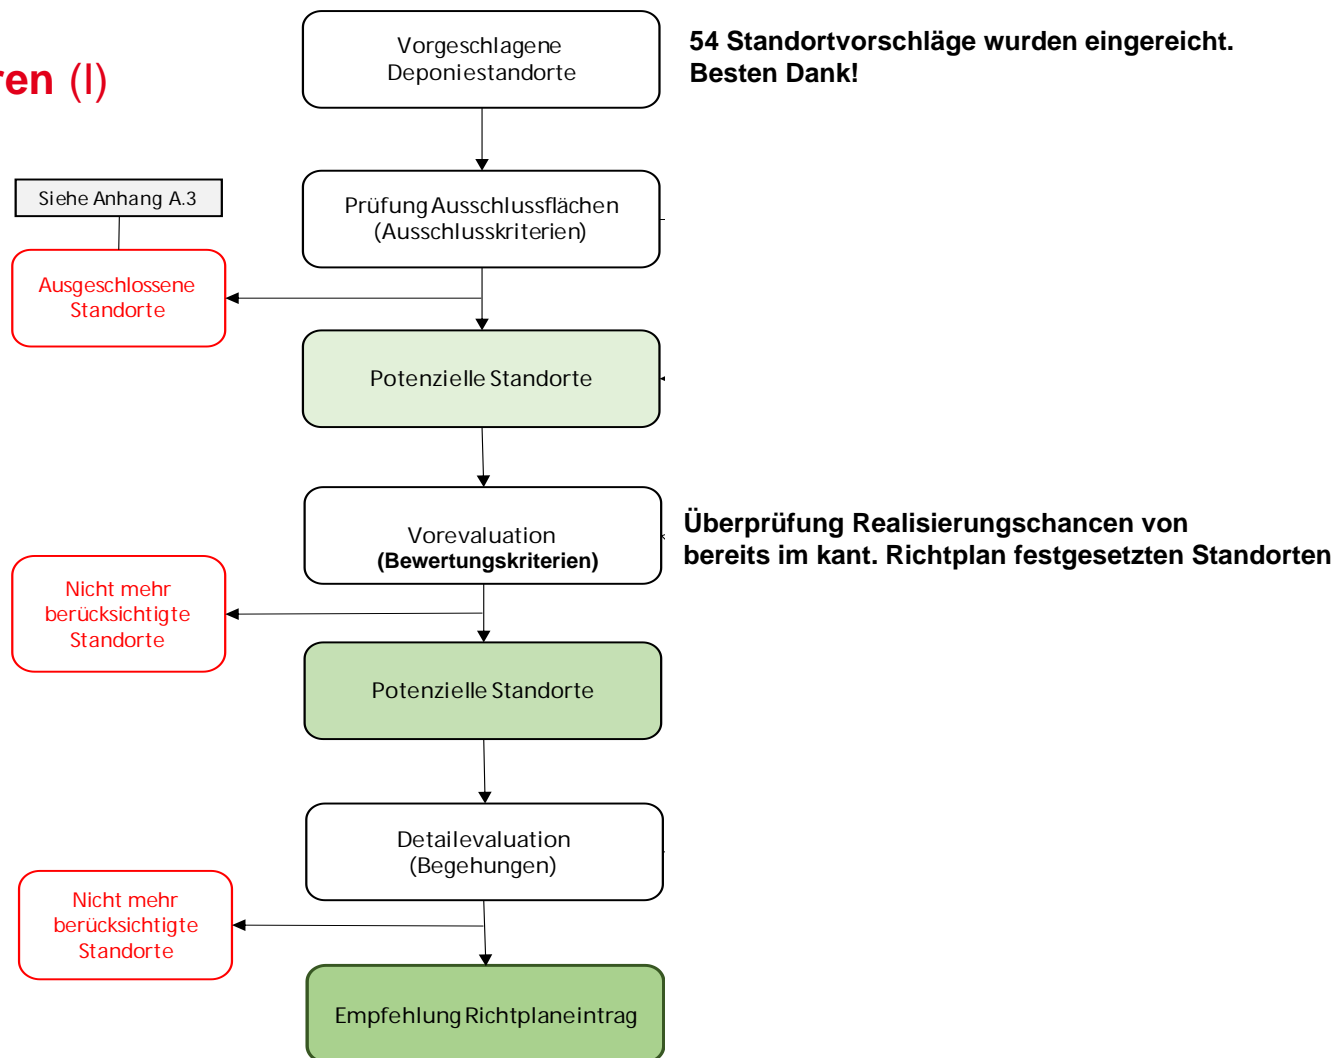 ren (I)
Vorgeschlagene
Deponiestandorte
54 Standortvorschläge wurden eingereicht.
Besten Dank!
Siehe Anhang A.3
Prüfung Ausschlussflächen
(Ausschlusskriterien)
Ausgeschlossene
Standorte
Potenzielle Standorte
Vorevaluation
(Bewertungskriterien)
Überprüfung Realisierungschancen von
bereits im kant. Richtplan festgesetzten Standorten
Nicht mehr
berücksichtigte
Standorte
Potenzielle Standorte
Detailevaluation
(Begehungen)
Nicht mehr
berücksichtigte
Standorte
Empfehlung Richtplaneintrag